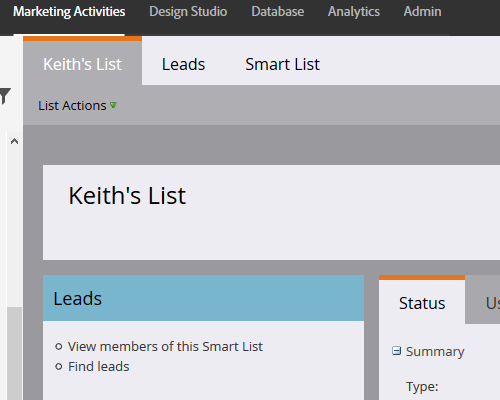 Marketing Activities Design Studio Database Analytics Admin
Keith's List Leads Smart List
List Actions
Keith's List
Leads
View members of this Smart List
Find leads
Status
Summary
Type: